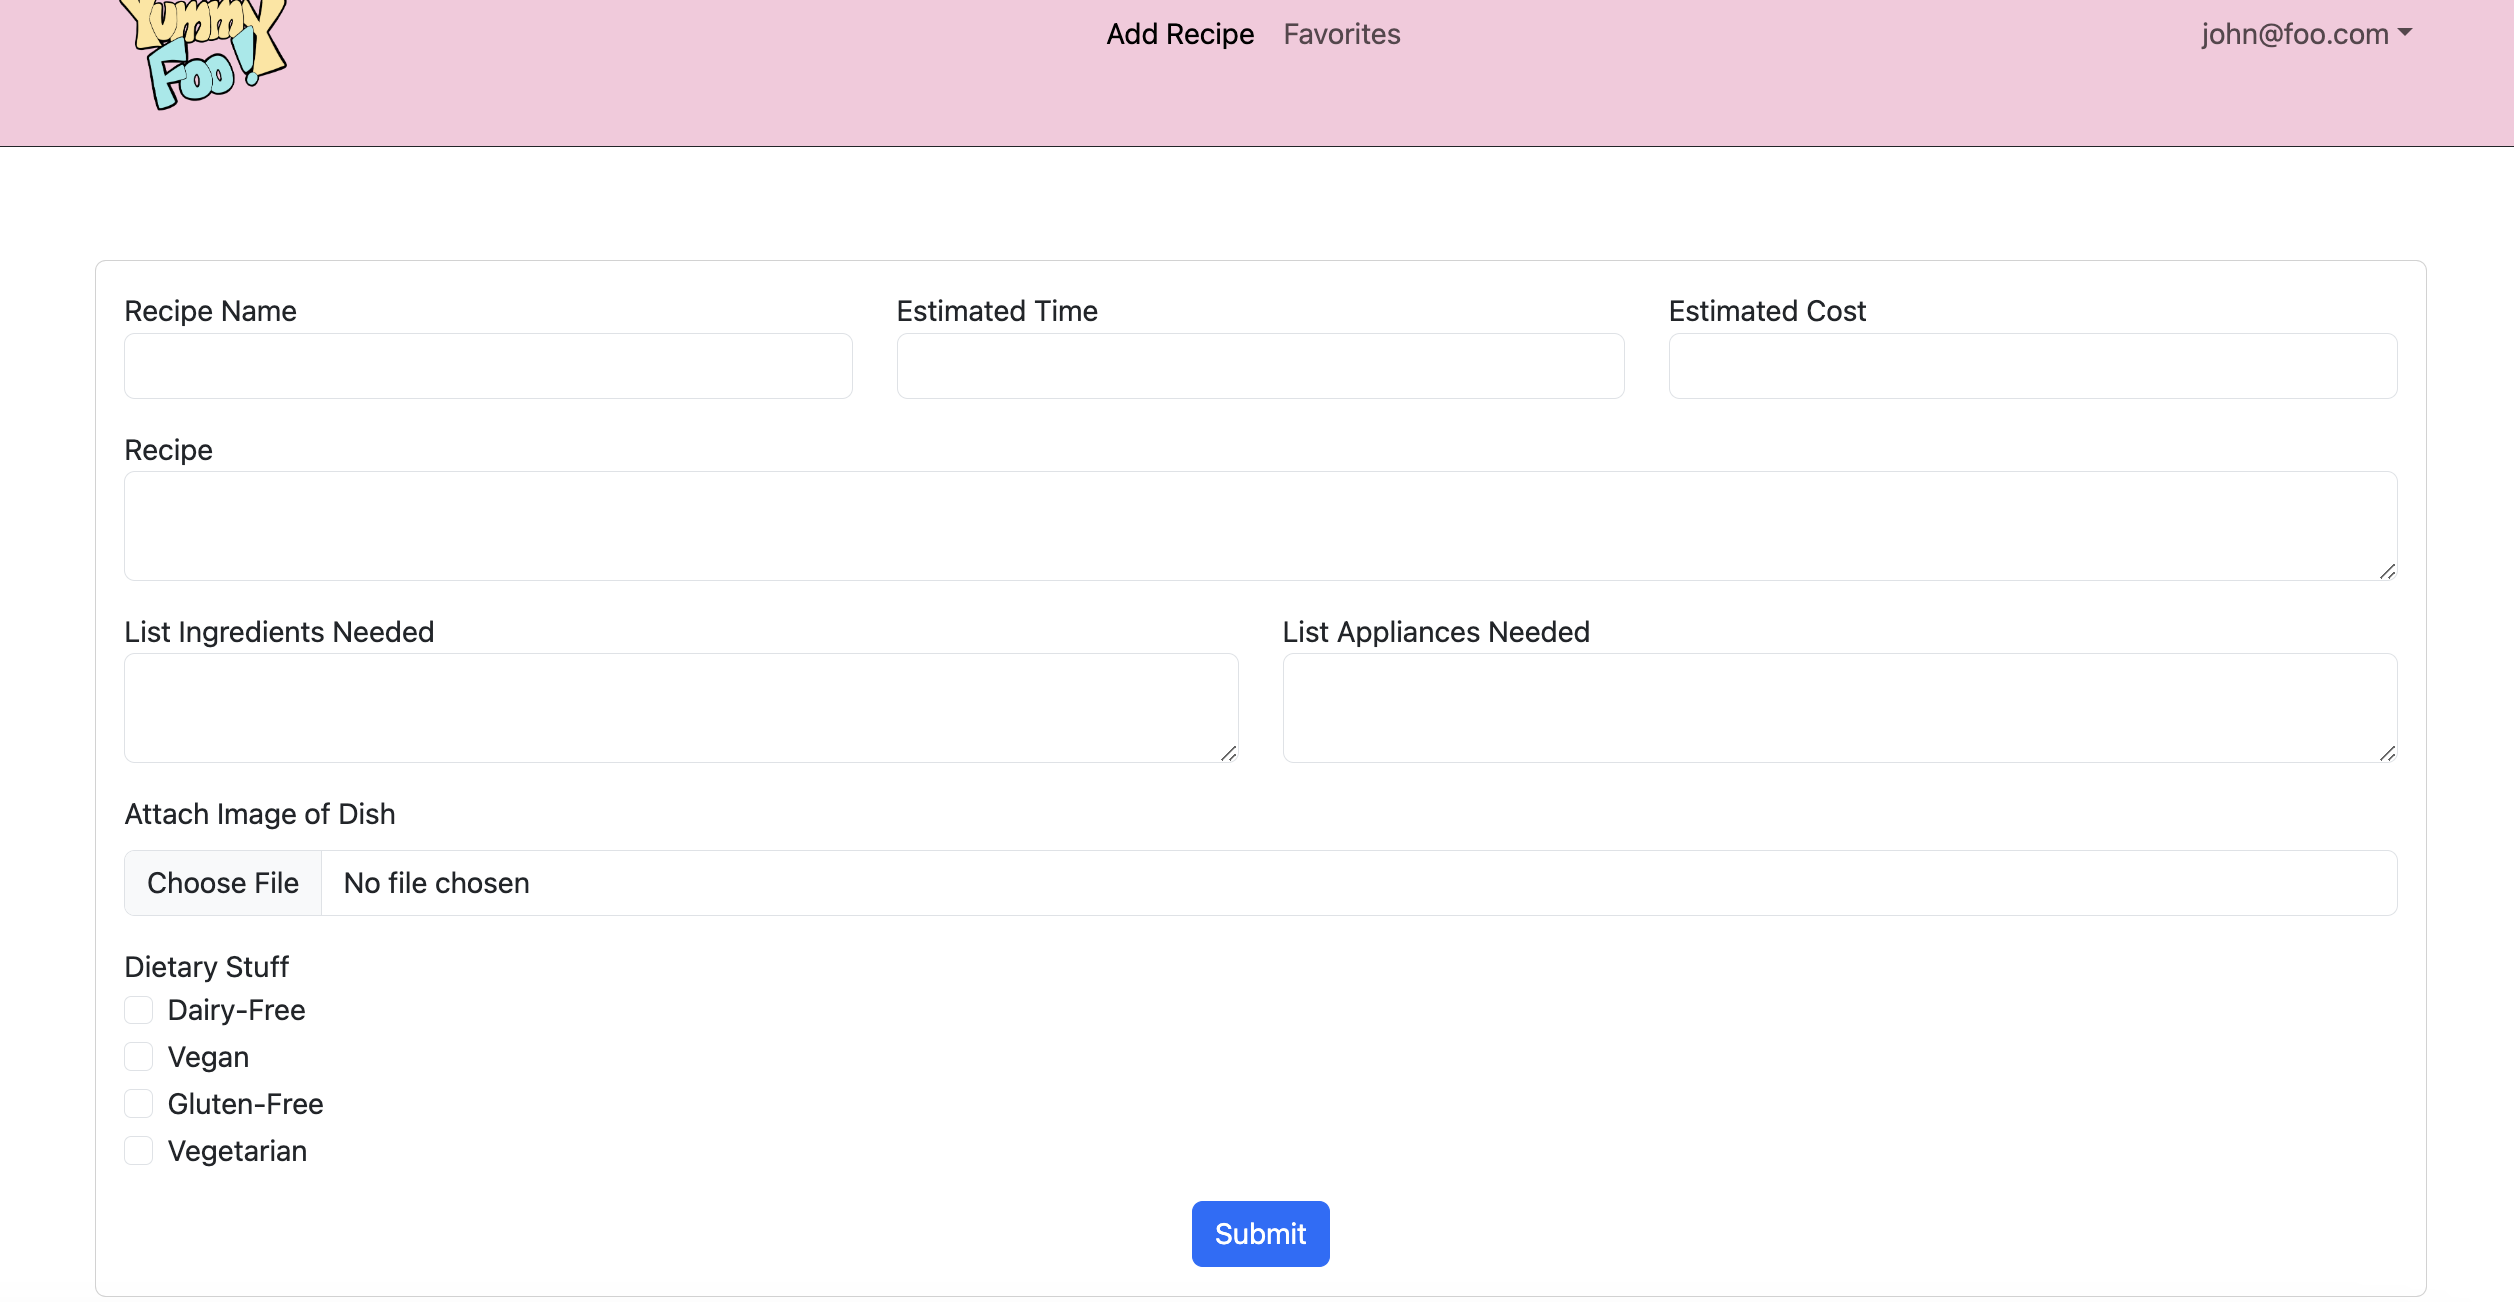 Yummy
Foo!
Add Recipe Favorites john@foo.com
Recipe Name Estimated Time Estimated Cost
Recipe
List Ingredients Needed List Appliances Needed
Attach Image of Dish
Choose File No file chosen
Dietary Stuff
Dairy-Free
Vegan
Gluten-Free
Vegetarian
Submit